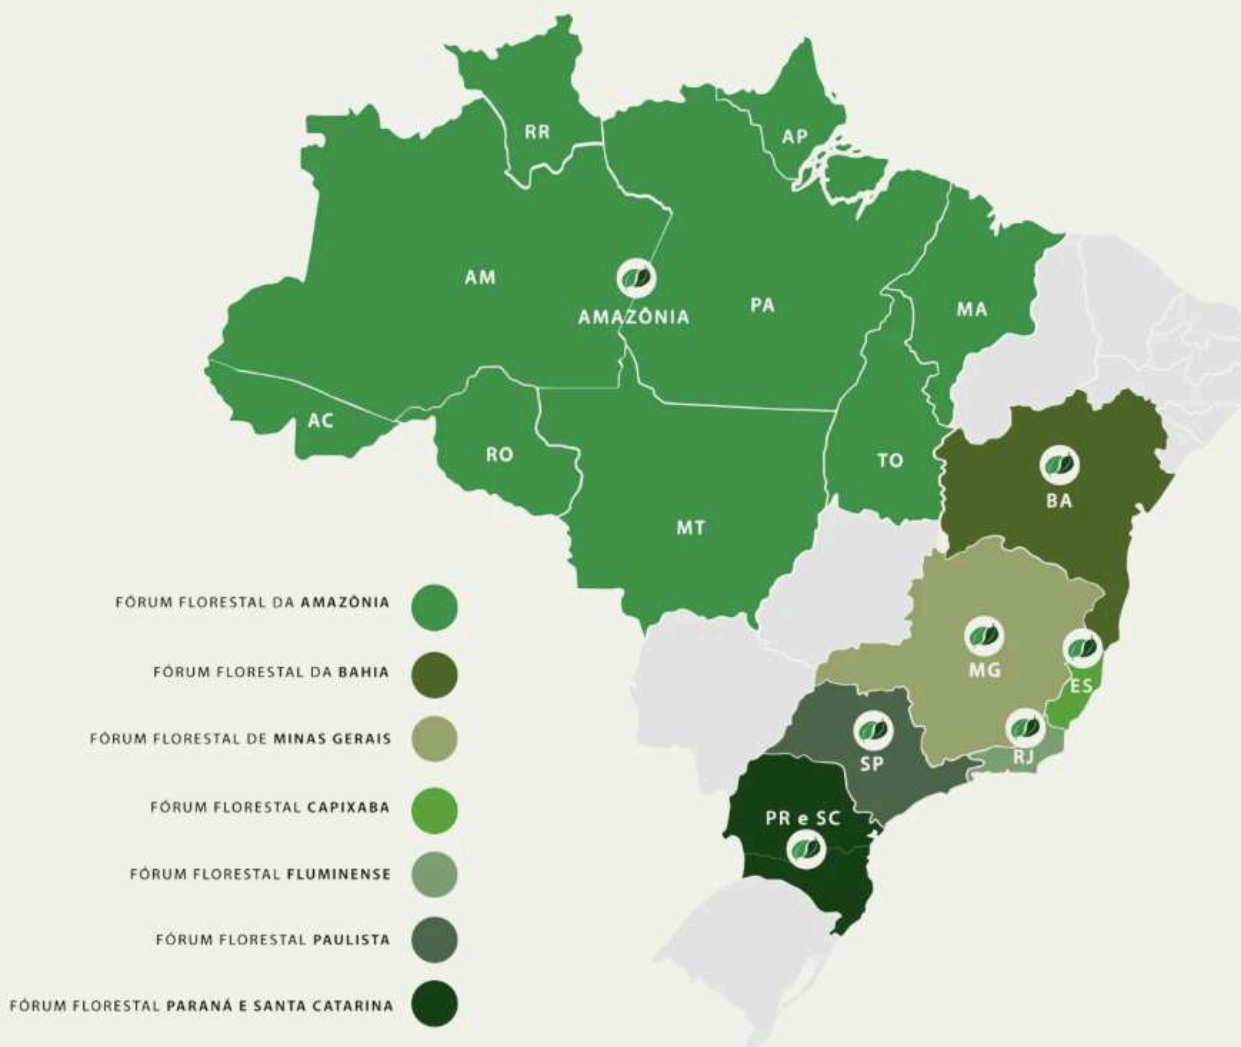 RR
AP
AM
AMAZÔNIA
PA
MA
AC
RO
TO
MT
BA
MG
ES
RJ
SP
PR e SC
FÓRUM FLORESTAL DA AMAZÔNIA
FÓRUM FLORESTAL DA BAHIA
FÓRUM FLORESTAL DE MINAS GERAIS
FÓRUM FLORESTAL CAPIXABA
FÓRUM FLORESTAL FLUMINENSE
FÓRUM FLORESTAL PAULISTA
FÓRUM FLORESTAL PARANÁ E SANTA CATARINA